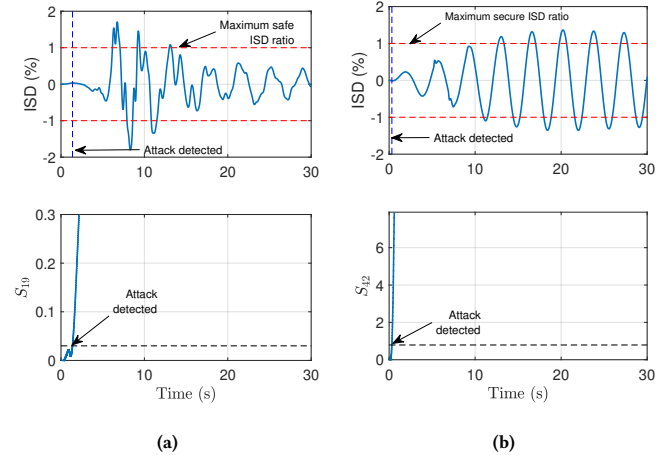 2
1
0
-1
-2
ISD (%)
Maximum safe
ISD ratio
Attack detected
0
10
20
30
2
1
0
-1
-2
ISD (%)
Maximum secure ISD ratio
Attack detected
0
10
20
30
0.3
0.2
0.1
0
S19
Attack
detected
0
10
20
30
Time (s)
6
4
2
0
S42
Attack
detected
0
10
20
30
Time (s)
(a)
(b)